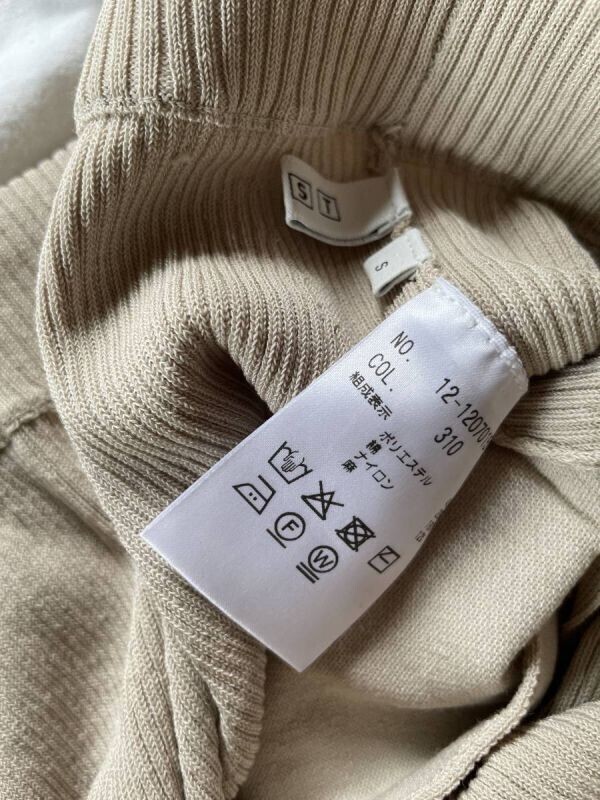 S T
S
NO. 12-12070
COL. 310
組成表示
ポリエステル
綿
ナイロン
麻
F
W